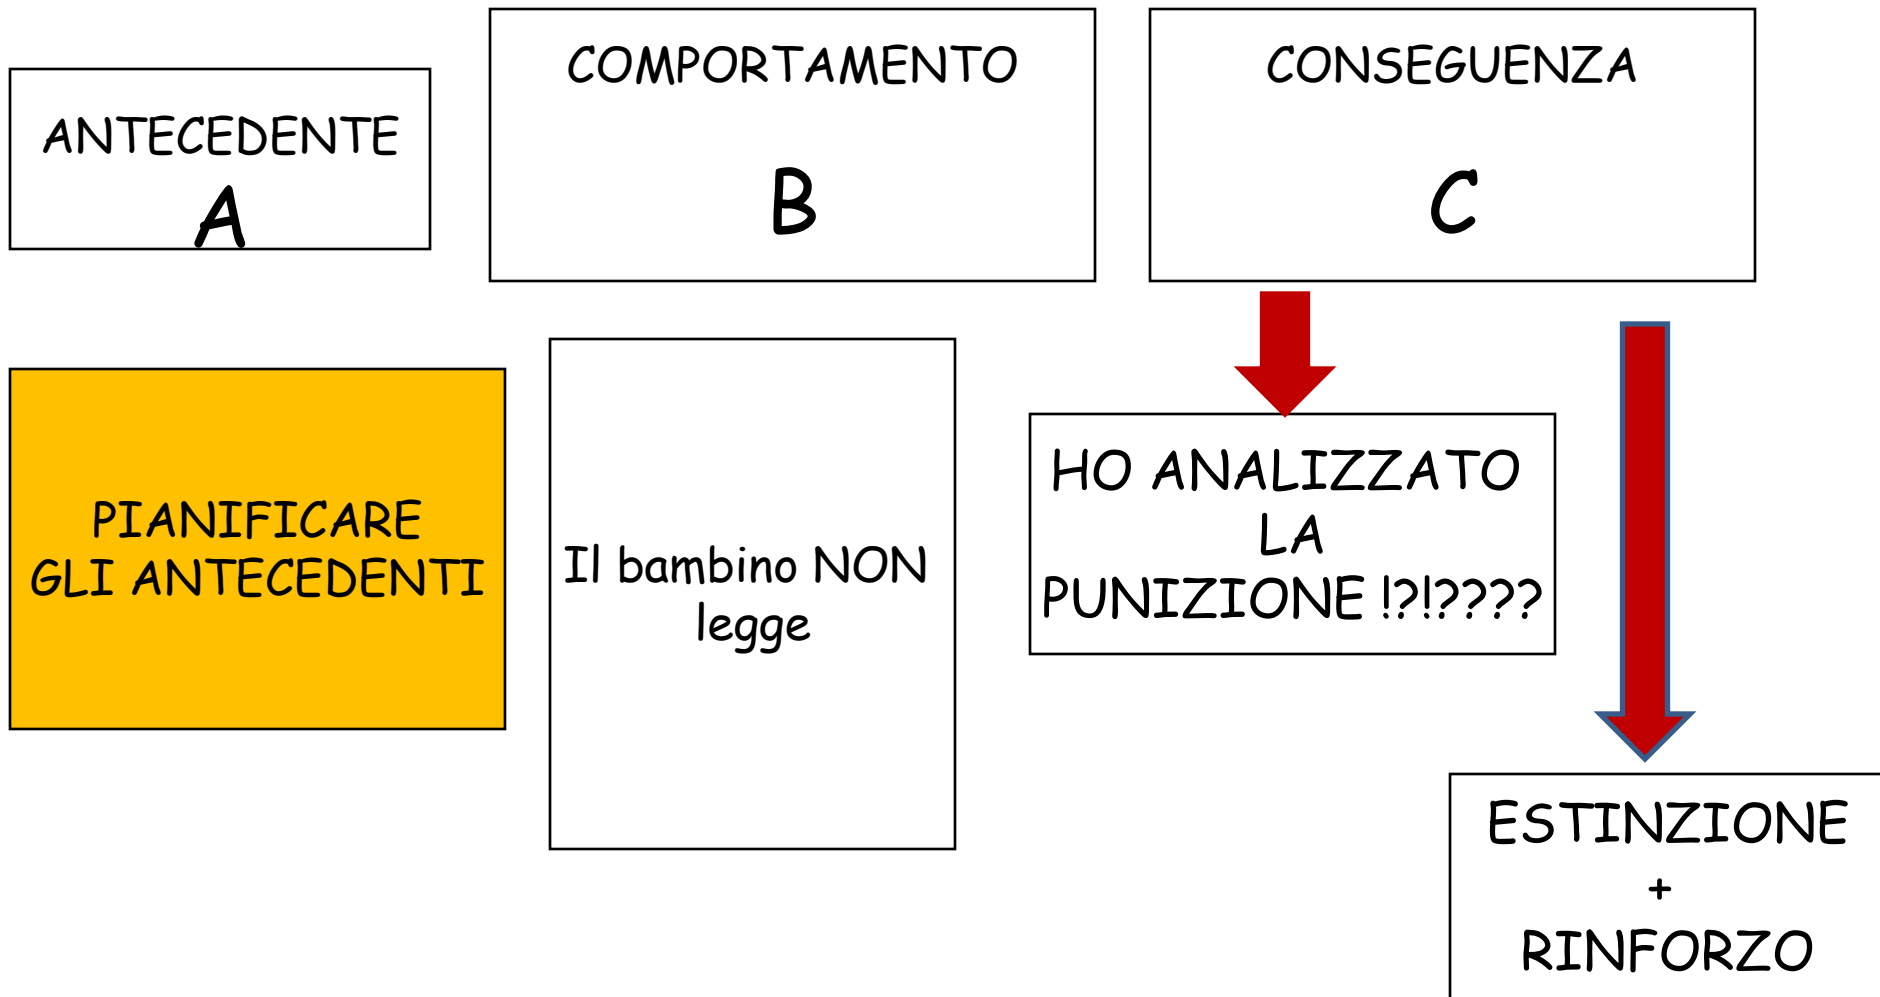 ANTECEDENTE
A
COMPORTAMENTO
B
CONSEGUENZA
C
PIANIFICARE
GLI ANTECEDENTI
Il bambino NON
legge
HO ANALIZZATO
LA
PUNIZIONE !?!????
ESTINZIONE
+
RINFORZO